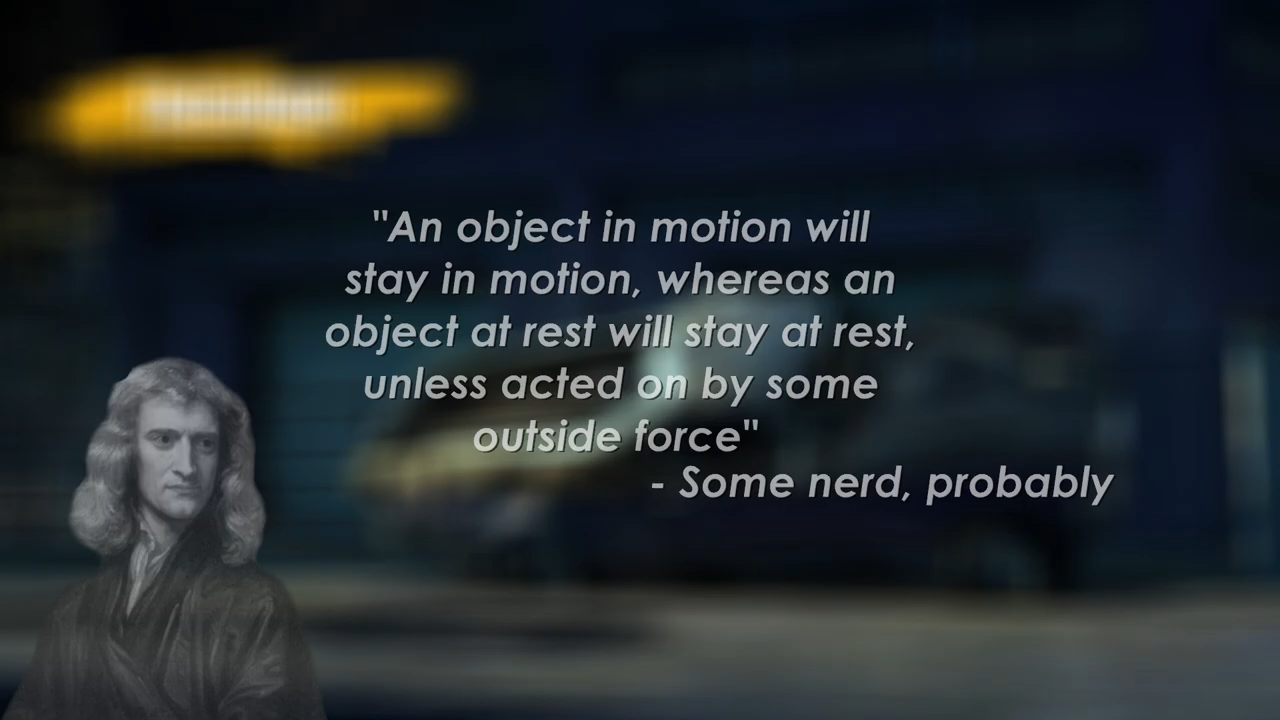 "An object in motion will
stay in motion, whereas an
object at rest will stay at rest,
unless acted on by some
outside force"
- Some nerd, probably